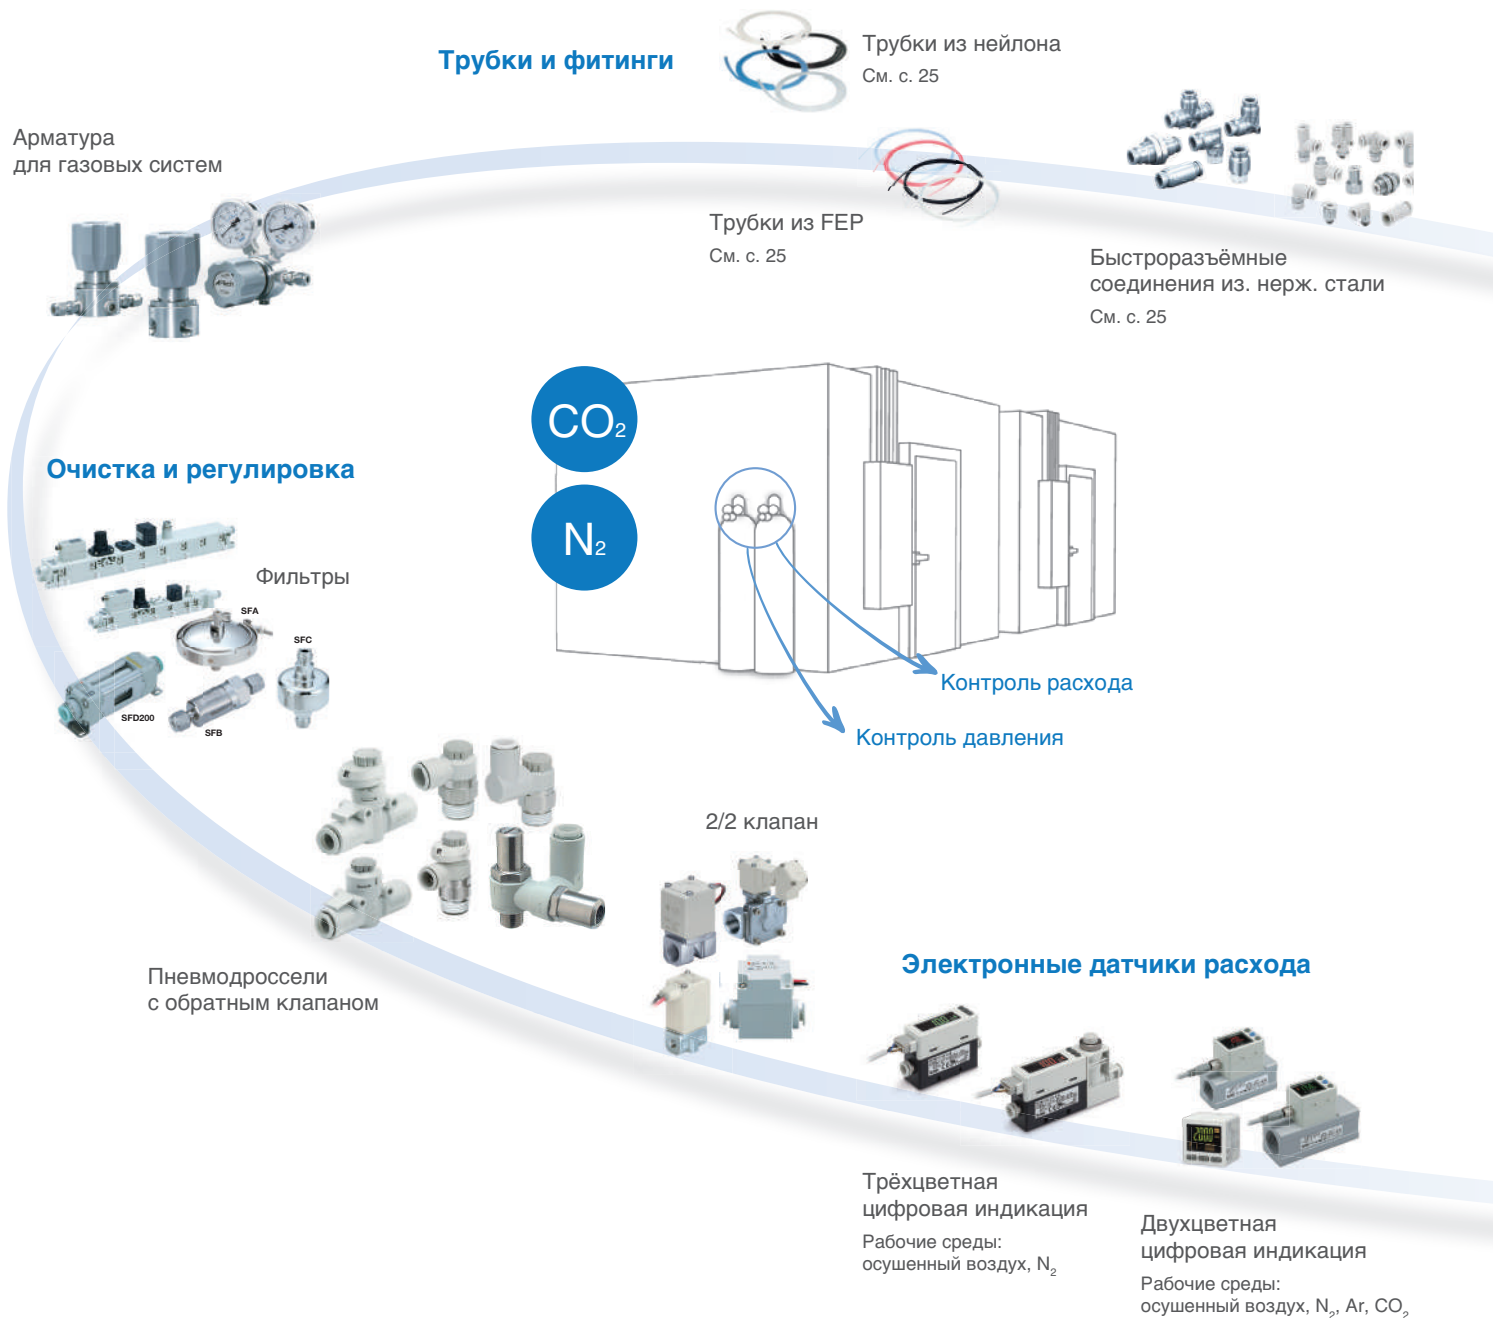 Трубки и фитинги
Трубки из нейлона
См. с. 25
Арматура
для газовых систем
Трубки из FEP
См. с. 25
Быстроразъёмные
соединения из. нерж. стали
См. с. 25
CO₂
N₂
Очистка и регулировка
Фильтры
SFA
SFC
SFD200
SFB
Контроль расхода
Контроль давления
2/2 клапан
Пневмодроссели
с обратным клапаном
Электронные датчики расхода
Трёхцветная
цифровая индикация
Рабочие среды:
осушенный воздух, N₂
Двухцветная
цифровая индикация
Рабочие среды:
осушенный воздух, N₂, Ar, CO₂